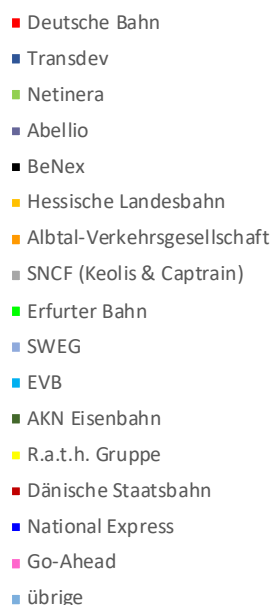 Deutsche Bahn
Transdev
Netinera
Abellio
BeNex
Hessische Landesbahn
Albtal-Verkehrsgesellschaft
SNCF (Keolis & Captrain)
Erfurter Bahn
SWEG
EVB
AKN Eisenbahn
R.a.t.h. Gruppe
Dänische Staatsbahn
National Express
Go-Ahead
übrige